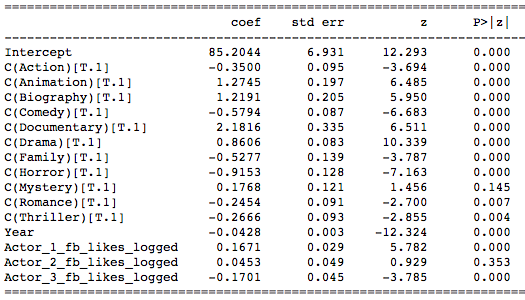 coef std err z P>|z|
Intercept 85.2044 6.931 12.293 0.000
C(Action)[T.1] -0.3500 0.095 -3.694 0.000
C(Animation)[T.1] 1.2745 0.197 6.485 0.000
C(Biography)[T.1] 1.2191 0.205 5.950 0.000
C(Comedy)[T.1] -0.5794 0.087 -6.683 0.000
C(Documentary)[T.1] 2.1816 0.335 6.511 0.000
C(Drama)[T.1] 0.8606 0.083 10.339 0.000
C(Family)[T.1] -0.5277 0.139 -3.787 0.000
C(Horror)[T.1] -0.9153 0.128 -7.163 0.000
C(Mystery)[T.1] 0.1768 0.121 1.456 0.145
C(Romance)[T.1] -0.2454 0.091 -2.700 0.007
C(Thriller)[T.1] -0.2666 0.093 -2.855 0.004
Year -0.0428 0.003 -12.324 0.000
Actor_1_fb_likes_logged 0.1671 0.029 5.782 0.000
Actor_2_fb_likes_logged 0.0453 0.049 0.929 0.353
Actor_3_fb_likes_logged -0.1701 0.045 -3.785 0.000